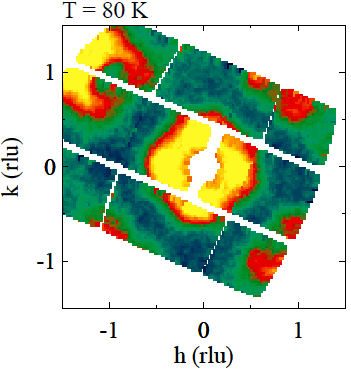 T = 80 K
1
0
-1
k (rlu)
-1 0 1
h (rlu)